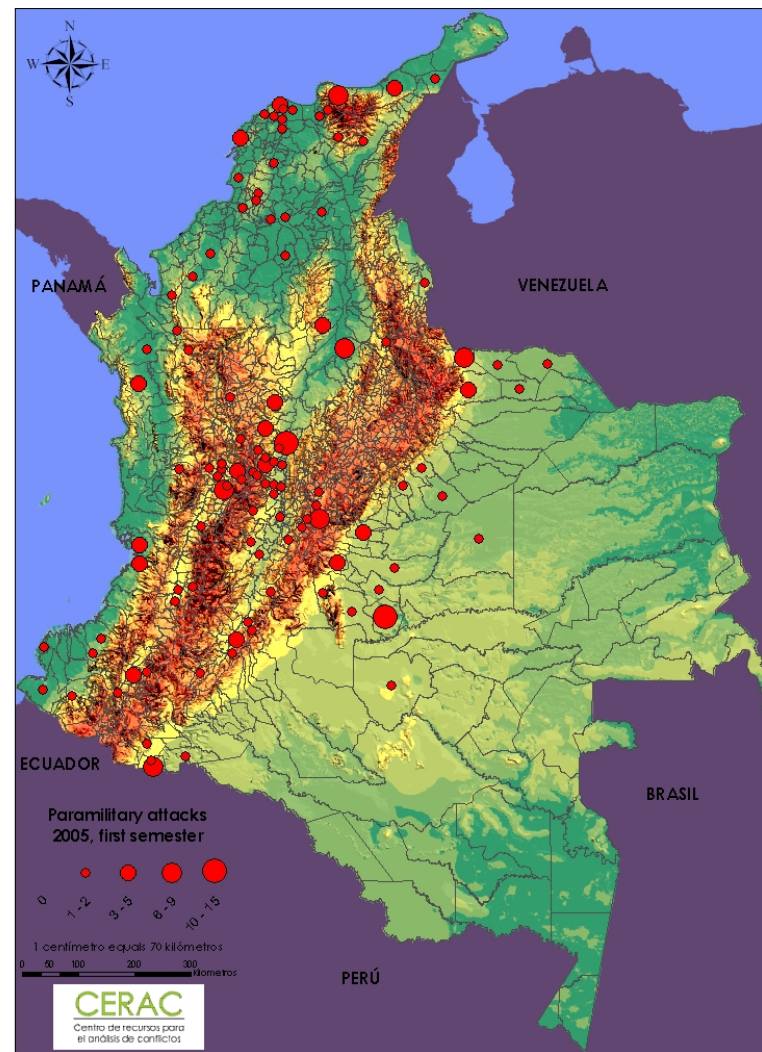 N
W E
S
PANAMÁ
VENEZUELA
ECUADOR
BRASIL
PERÚ
Paramilitary attacks
2005, first semester
0
1 - 2
3 - 5
6 - 9
10 - 15
1 centímetro equals 70 kilómetros
0 50 100 200 300
Kilometros
CERAC
Centro de recursos para
el análisis de conflictos